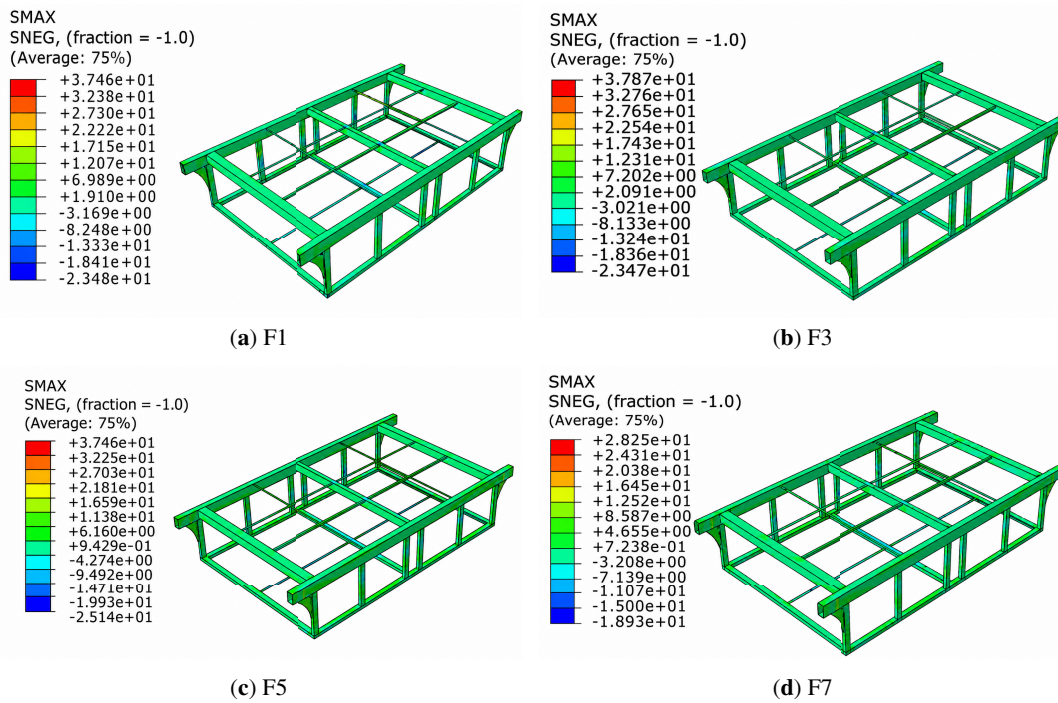 SMAX
SNEG, (fraction = -1.0)
(Average: 75%)
+3.746e+01
+3.238e+01
+2.730e+01
+2.222e+01
+1.715e+01
+1.207e+01
+6.989e+00
+1.910e+00
-3.169e+00
-8.248e+00
-1.333e+01
-1.841e+01
-2.348e+01
(a) F1
SMAX
SNEG, (fraction = -1.0)
(Average: 75%)
+3.787e+01
+3.276e+01
+2.765e+01
+2.254e+01
+1.743e+01
+1.231e+01
+7.202e+00
+2.091e+00
-3.021e+00
-8.133e+00
-1.324e+01
-1.836e+01
-2.347e+01
(b) F3
SMAX
SNEG, (fraction = -1.0)
(Average: 75%)
+3.746e+01
+3.225e+01
+2.703e+01
+2.181e+01
+1.659e+01
+1.138e+01
+6.160e+00
+9.429e-01
-4.274e+00
-9.492e+00
-1.471e+01
-1.993e+01
-2.514e+01
(c) F5
SMAX
SNEG, (fraction = -1.0)
(Average: 75%)
+2.825e+01
+2.431e+01
+2.038e+01
+1.645e+01
+1.252e+01
+8.587e+00
+4.655e+00
+7.238e-01
-3.208e+00
-7.139e+00
-1.107e+01
-1.500e+01
-1.893e+01
(d) F7